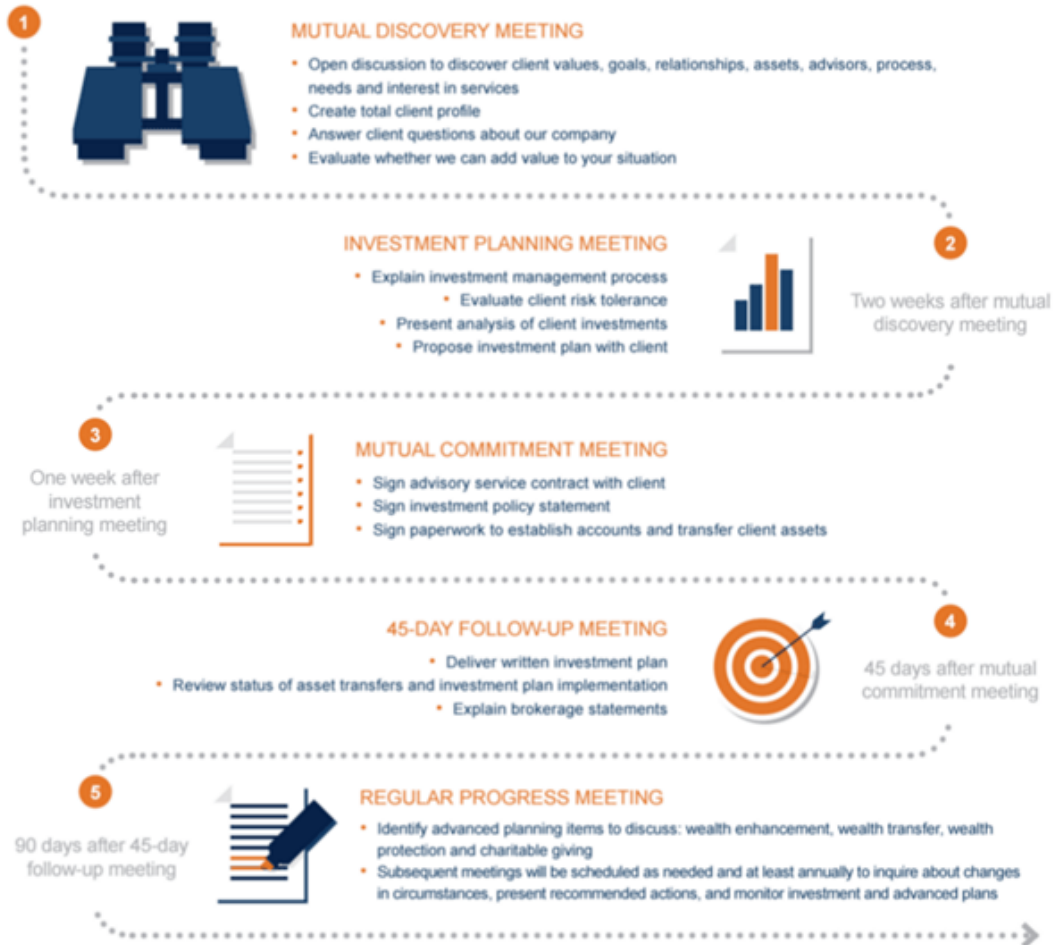 1
MUTUAL DISCOVERY MEETING
• Open discussion to discover client values, goals, relationships, assets, advisors, process,
needs and interest in services
• Create total client profile
• Answer client questions about our company
• Evaluate whether we can add value to your situation
2
Two weeks after mutual
discovery meeting
INVESTMENT PLANNING MEETING
• Explain investment management process
• Evaluate client risk tolerance
• Present analysis of client investments
• Propose investment plan with client
3
One week after
investment
planning meeting
MUTUAL COMMITMENT MEETING
• Sign advisory service contract with client
• Sign investment policy statement
• Sign paperwork to establish accounts and transfer client assets
4
45 days after mutual
commitment meeting
45-DAY FOLLOW-UP MEETING
• Deliver written investment plan
• Review status of asset transfers and investment plan implementation
• Explain brokerage statements
5
90 days after 45-day
follow-up meeting
REGULAR PROGRESS MEETING
• Identify advanced planning items to discuss: wealth enhancement, wealth transfer, wealth
protection and charitable giving
• Subsequent meetings will be scheduled as needed and at least annually to inquire about changes
in circumstances, present recommended actions, and monitor investment and advanced plans